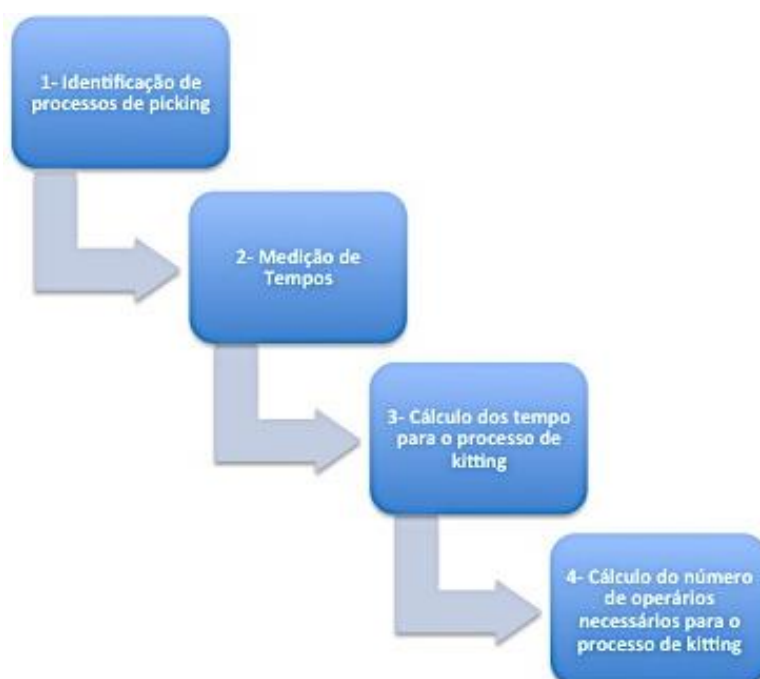 1- Identificação de
processos de picking
2- Medição de
Tempos
3- Cálculo dos tempo
para o processo de
kitting
4- Cálculo do número
de operários
necessários para o
processo de kitting